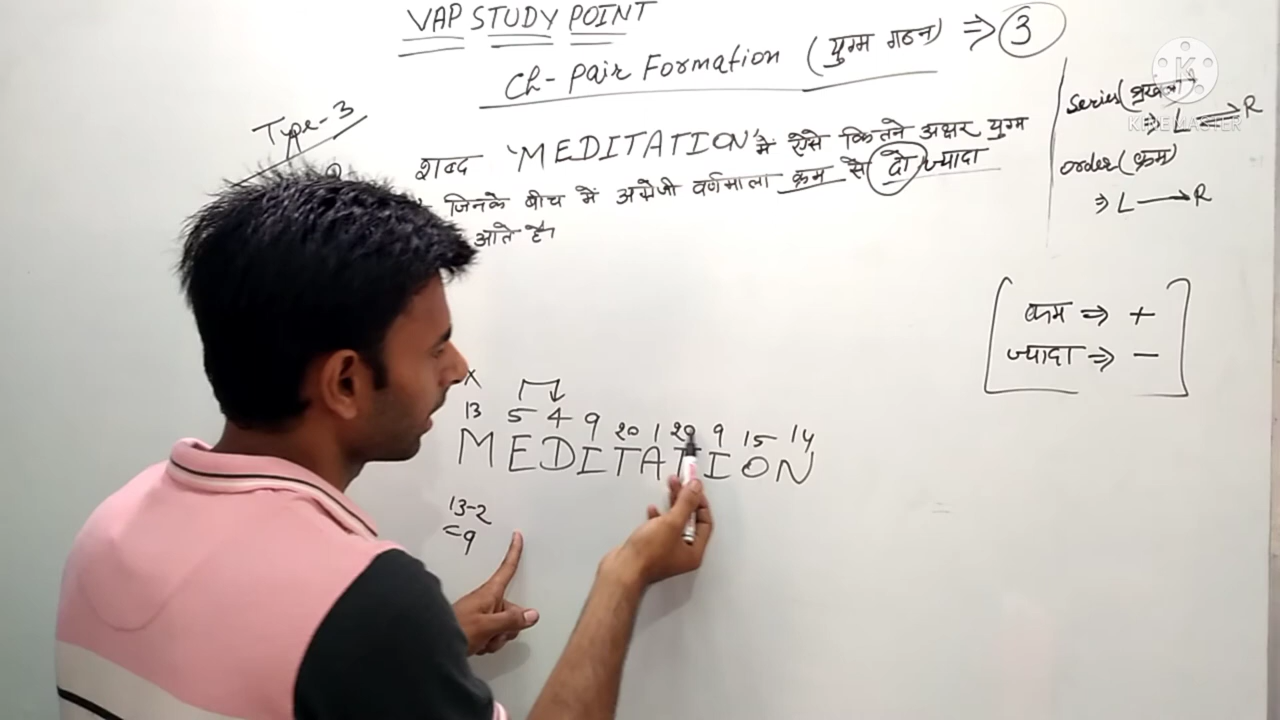 VAP STUDY POINT
Ch- Pair Formation (युग्म गठन) ⇒ 3
Type-3
शब्द 'MEDITATION' में ऐसे कितने अक्षर युग्म
जिनके बीच में अंग्रेजी वर्णमाला क्रम से दो ज्यादा
आते है।
Series(
⇒ L R
order(क्रम)
⇒ L → R
कम ⇒ +
ज्यादा ⇒ -
X
13 5 4 9 20 1 20 9 15 14
MEDITATION
13-2
=9
KINEMASTER